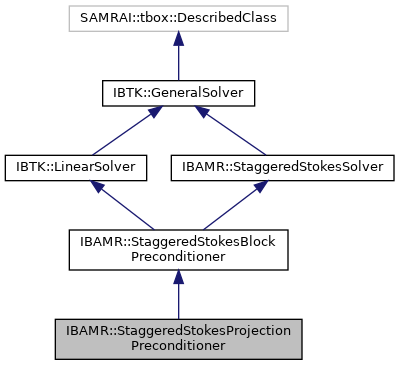 SAMRAI::tbox::DescribedClass
IBTK::GeneralSolver
IBTK::LinearSolver
IBAMR::StaggeredStokesSolver
IBAMR::StaggeredStokesBlock
Preconditioner
IBAMR::StaggeredStokesProjection
Preconditioner